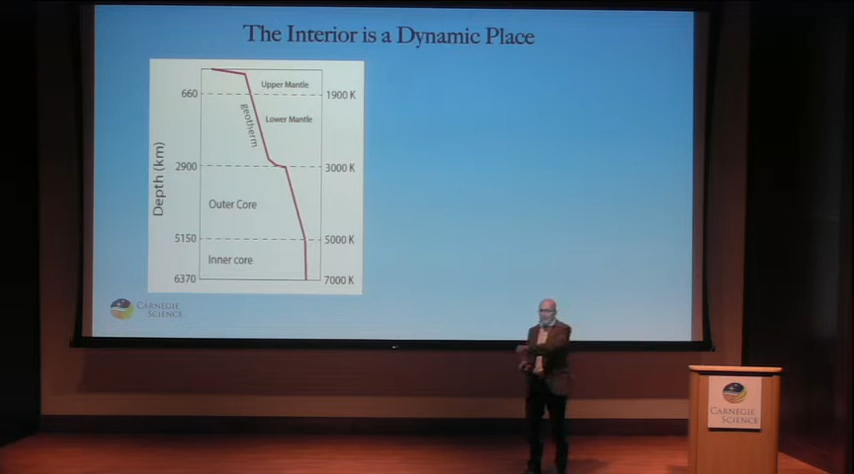 The Interior is a Dynamic Place
Upper Mantle
660
1900 K
geotherm
Lower Mantle
Depth (km)
2900
3000 K
Outer Core
5150
5000 K
Inner core
6370
7000 K
CARNEGIE
SCIENCE
CARNEGIE
SCIENCE